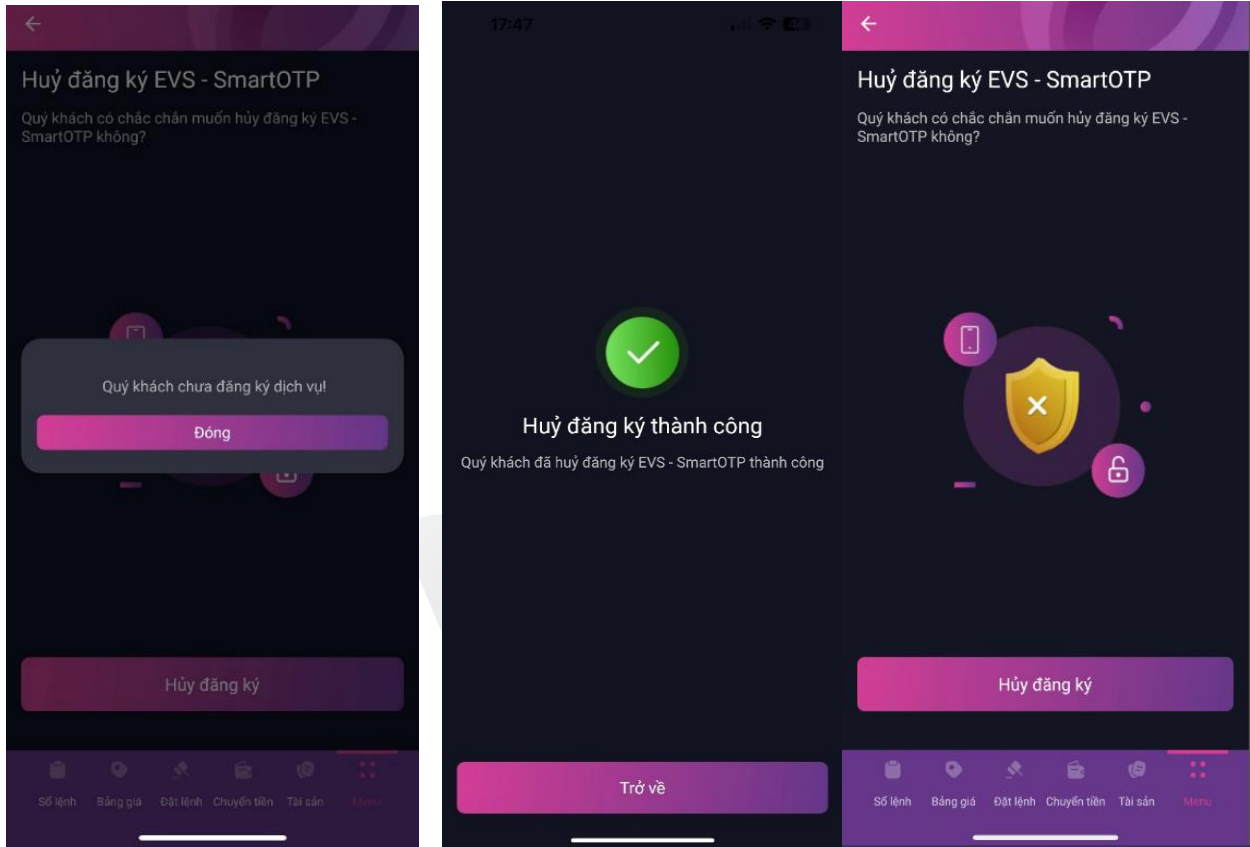 Huỷ đăng ký EVS - SmartOTP
Quý khách có chắc chắn muốn hủy đăng ký EVS -
SmartOTP không?
Quý khách chưa đăng ký dịch vụ!
Đóng
Hủy đăng ký
Sổ lệnh Bảng giá Đặt lệnh Chuyển tiền Tài sản Menu
17:47
Huỷ đăng ký thành công
Quý khách đã huỷ đăng ký EVS - SmartOTP thành công
Trở về
Huỷ đăng ký EVS - SmartOTP
Quý khách có chắc chắn muốn hủy đăng ký EVS -
SmartOTP không?
Hủy đăng ký
Sổ lệnh Bảng giá Đặt lệnh Chuyển tiền Tài sản Menu